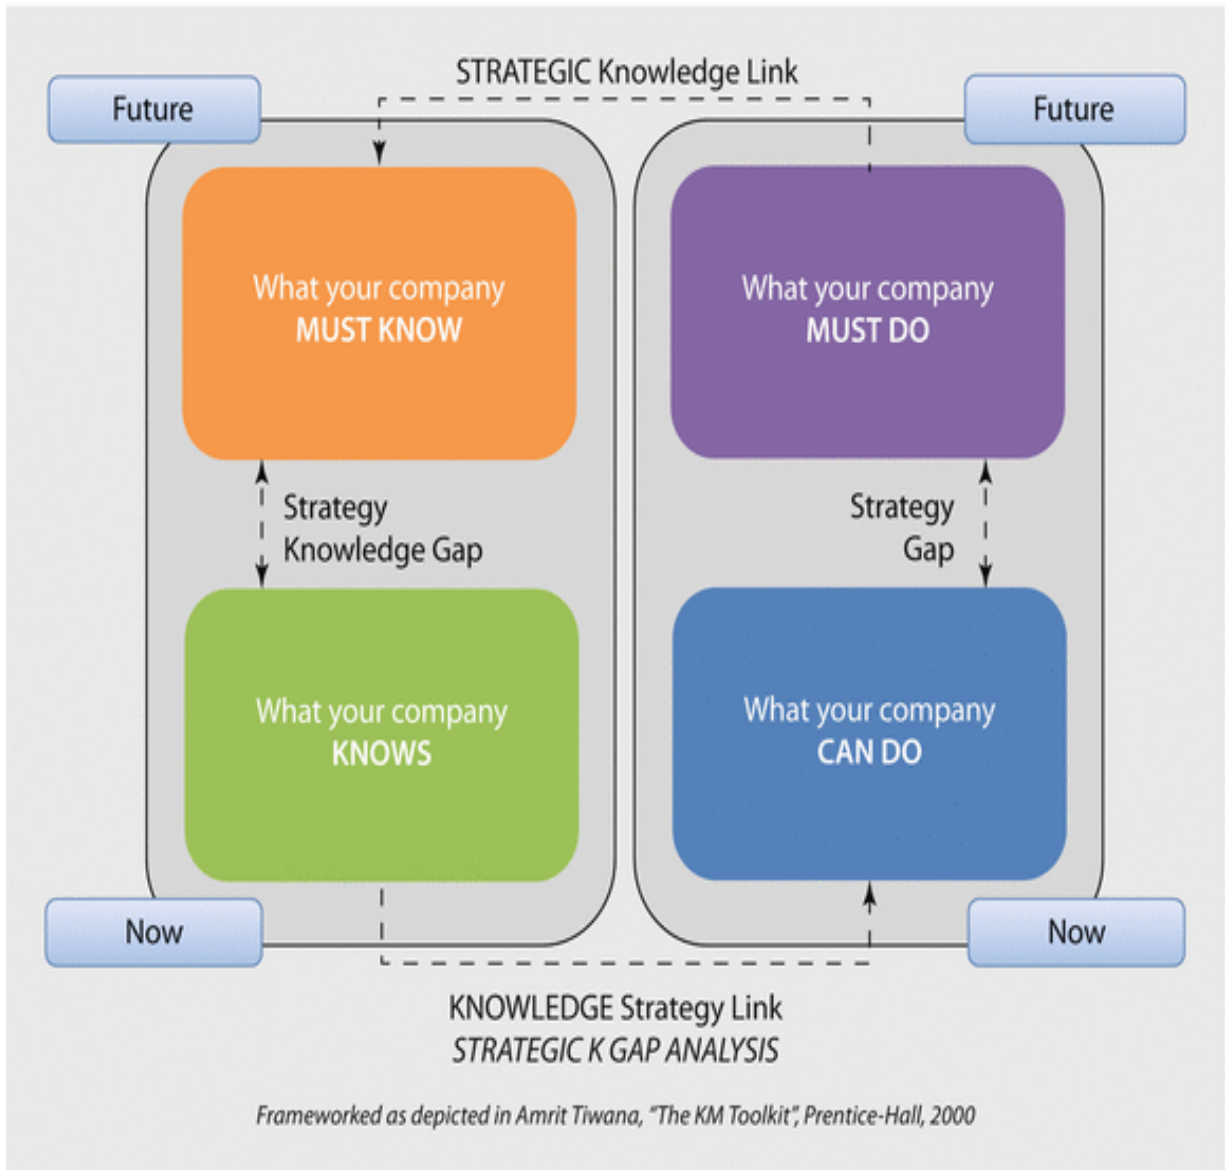 STRATEGIC Knowledge Link
Future
Future
What your company
MUST KNOW
What your company
MUST DO
Strategy
Knowledge Gap
Strategy
Gap
What your company
KNOWS
What your company
CAN DO
Now
Now
KNOWLEDGE Strategy Link
STRATEGIC K GAP ANALYSIS
Frameworked as depicted in Amrit Tiwana, “The KM Toolkit”, Prentice-Hall, 2000